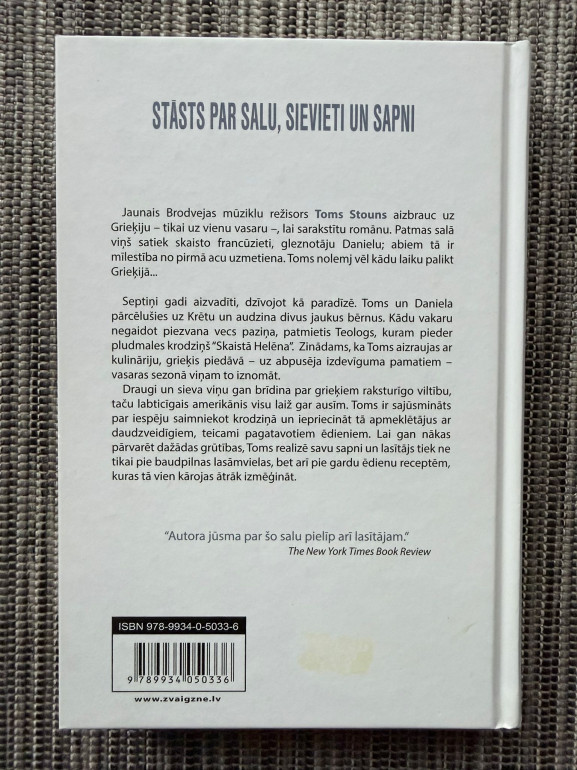 STĀSTS PAR SALU, SIEVIETI UN SAPNI
Jaunais Brodvejas mūziklu režisors Toms Stouns aizbrauc uz
Grieķiju – tikai uz vienu vasaru –, lai sarakstītu romānu. Patmas salā
viņš satiek skaisto francūzieti, gleznotāju Danielu; abiem tā ir
mīlestība no pirmā acu uzmetiena. Toms nolemj vēl kādu laiku palikt
Grieķijā...
Septiņi gadi aizvadīti, dzīvojot kā paradīzē. Toms un Daniela
pārcēlušies uz Krētu un audzina divus jaukus bērnus. Kādu vakaru
negaidot piezvana vecs paziņa, patmietis Teologs, kuram pieder
pludmales krodziņš “Skaistā Helēna”. Zinādams, ka Toms aizraujas ar
kulināriju, grieķis piedāvā – uz abpusēja izdevīguma pamatiem –
vasaras sezonā viņam to iznomāt.
Draugi un sieva viņu gan brīdina par grieķiem raksturīgo viltību,
taču labticīgais amerikānis visu laiž gar ausīm. Toms ir sajūsmināts
par iespēju saimniekot krodziņā un iepriecināt tā apmeklētājus ar
daudzveidīgiem, teicami pagatavotiem ēdieniem. Lai gan nākas
pārvarēt dažādas grūtības, Toms realizē savu sapni un lasītājs tiek ne
tikai pie baudpilnas lasāmvielas, bet arī pie gardu ēdienu receptēm,
kuras tā vien kārojas ātrāk izmēģināt.
“Autora jūsma par šo salu pielīp arī lasītājam.”
The New York Times Book Review
ISBN 978-9934-0-5033-6
9 789934 050336
www.zvaigzne.lv